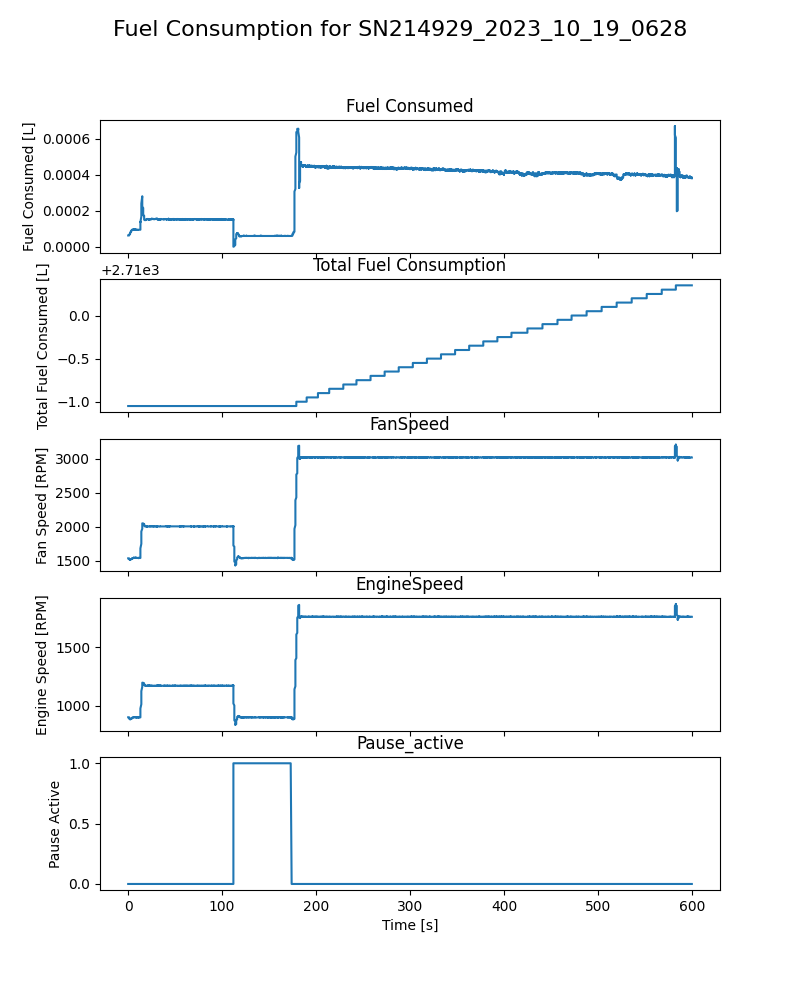 Fuel Consumption for SN214929_2023_10_19_0628
Fuel Consumed
Fuel Consumed [L]
0.0006
0.0004
0.0002
0.0000
+2.71e3
Total Fuel Consumption
Total Fuel Consumed [L]
0.0
−0.5
−1.0
FanSpeed
Fan Speed [RPM]
3000
2500
2000
1500
EngineSpeed
Engine Speed [RPM]
1500
1000
Pause_active
Pause Active
1.0
0.5
0.0
0 100 200 300 400 500 600
Time [s]